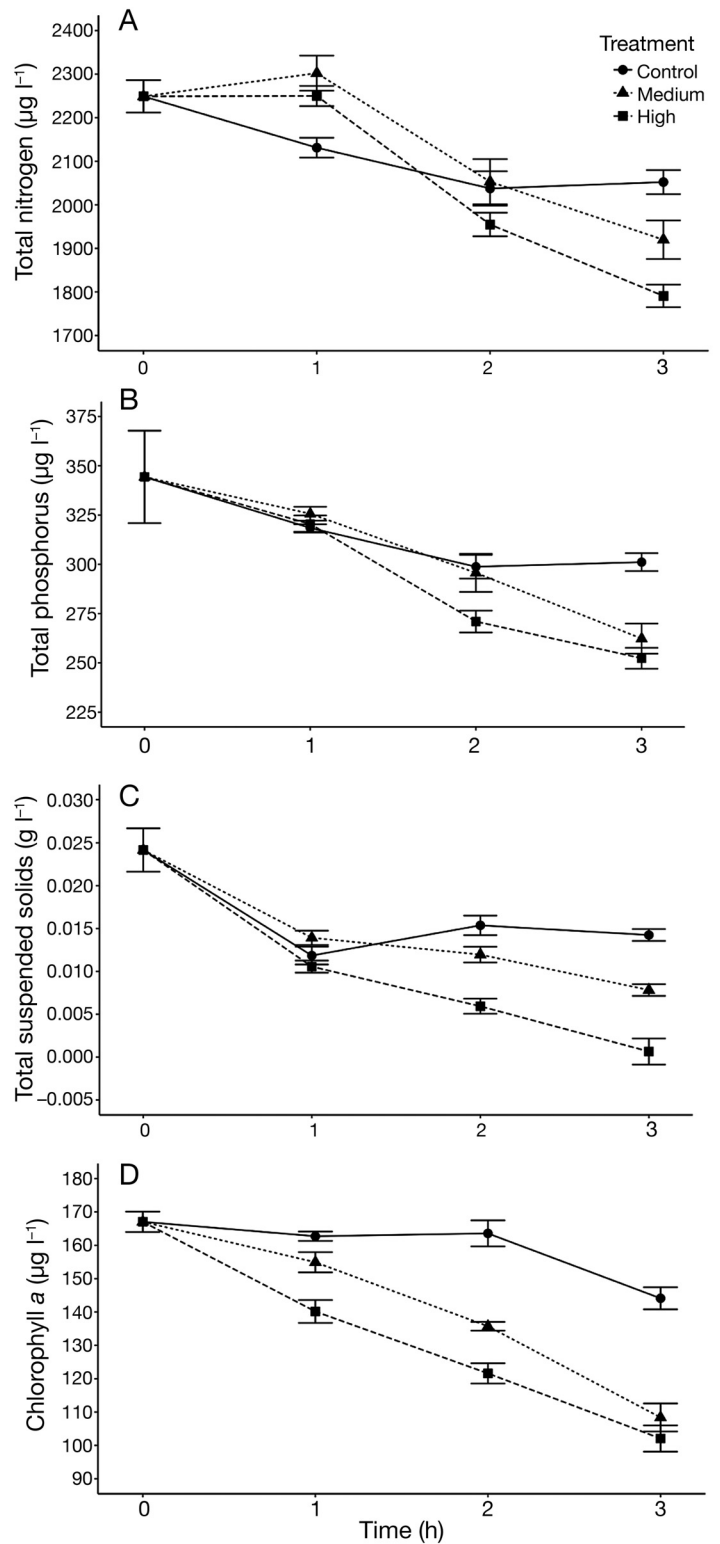 A
Total nitrogen (µg l⁻¹)
2400
2300
2200
2100
2000
1900
1800
1700
0 1 2 3
Treatment
Control
Medium
High
B
Total phosphorus (µg l⁻¹)
375
350
325
300
275
250
225
0 1 2 3
C
Total suspended solids (g l⁻¹)
0.030
0.025
0.020
0.015
0.010
0.005
0.000
−0.005
0 1 2 3
D
Chlorophyll a (µg l⁻¹)
180
170
160
150
140
130
120
110
100
90
0 1 2 3
Time (h)